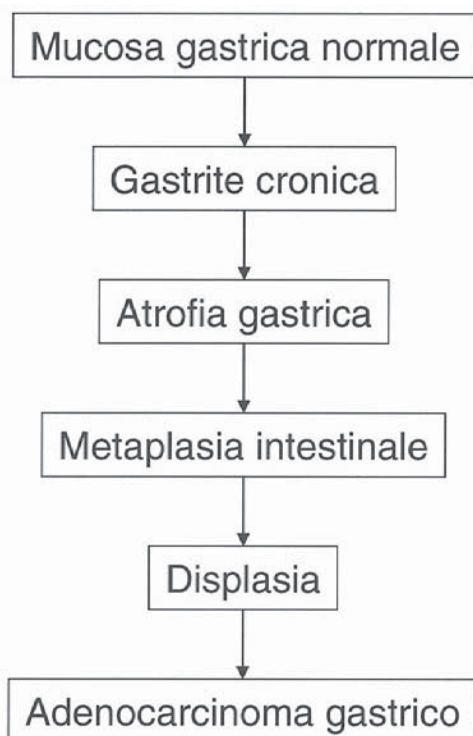 Mucosa gastrica normale
Gastrite cronica
Atrofia gastrica
Metaplasia intestinale
Displasia
Adenocarcinoma gastrico